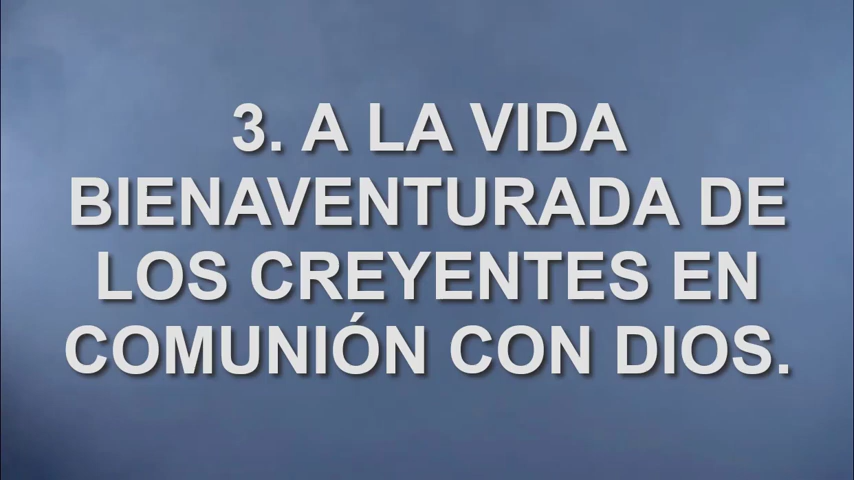 3. A LA VIDA
BIENAVENTURADA DE
LOS CREYENTES EN
COMUNIÓN CON DIOS.